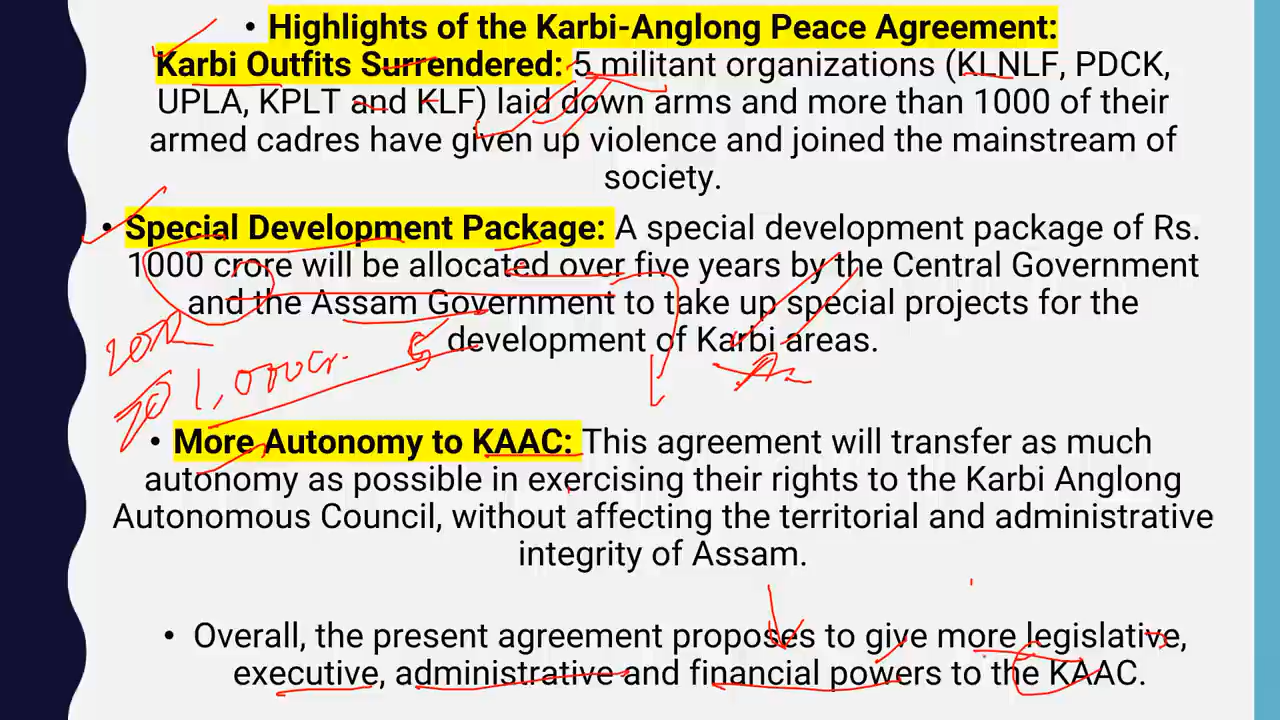 • Highlights of the Karbi-Anglong Peace Agreement:
Karbi Outfits Surrendered: 5 militant organizations (KLNLF, PDCK,
UPLA, KPLT and KLF) laid down arms and more than 1000 of their
armed cadres have given up violence and joined the mainstream of
society.
• Special Development Package: A special development package of Rs.
1000 crore will be allocated over five years by the Central Government
and the Assam Government to take up special projects for the
development of Karbi areas.
1,000Cr. 5
• More Autonomy to KAAC: This agreement will transfer as much
autonomy as possible in exercising their rights to the Karbi Anglong
Autonomous Council, without affecting the territorial and administrative
integrity of Assam.
• Overall, the present agreement proposes to give more legislative,
executive, administrative and financial powers to the KAAC.